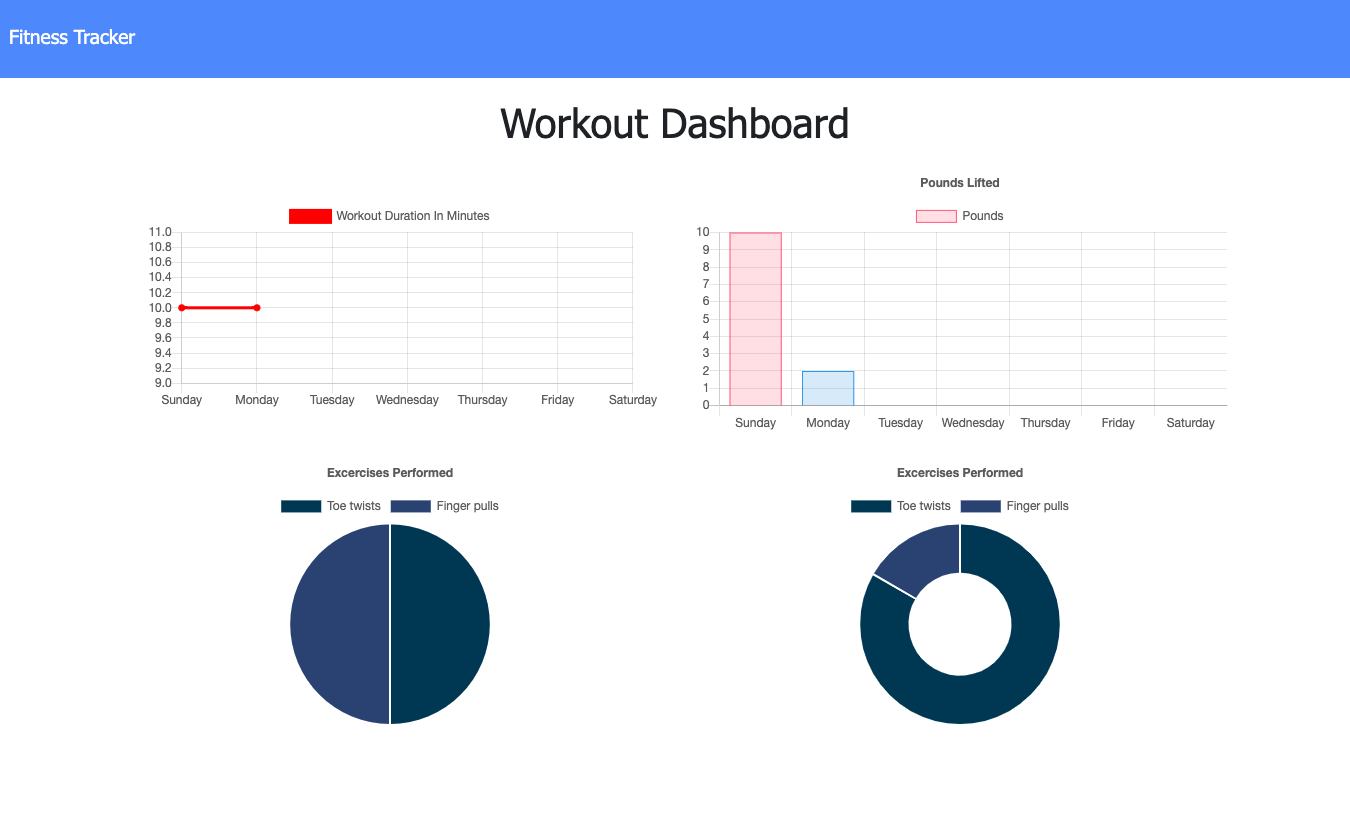 Fitness Tracker
Workout Dashboard
Workout Duration In Minutes
11.0
10.8
10.6
10.4
10.2
10.0
9.8
9.6
9.4
9.2
9.0
Sunday Monday Tuesday Wednesday Thursday Friday Saturday
Pounds Lifted
Pounds
10
9
8
7
6
5
4
3
2
1
0
Sunday Monday Tuesday Wednesday Thursday Friday Saturday
Excercises Performed
Toe twists Finger pulls
Excercises Performed
Toe twists Finger pulls